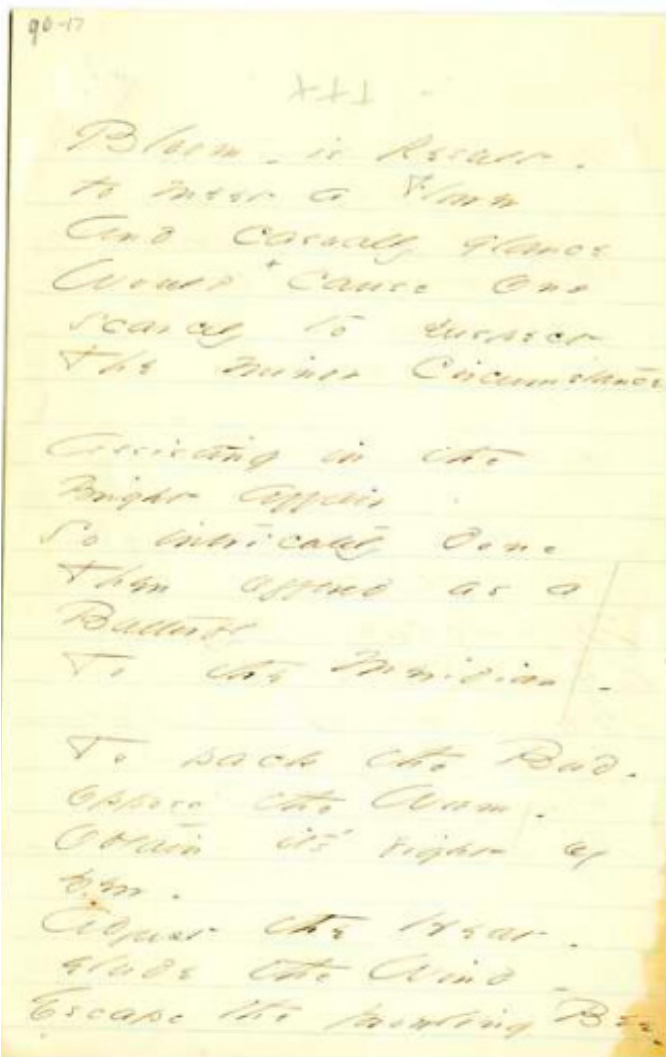 90-17
Bloom - is Result -
to meet a Flower
And casually glance
Would + cause one
scarcely to suspect
The minor Circumstance
Assisting in the
Bright Affair
So intricately done
Then offered as a
Butterfly
To the Meridian -
To pack the Bud -
oppose the Worm -
Obtain its right of
Dew -
Adjust the Heat -
elude the Wind -
Escape the prowling Bee -